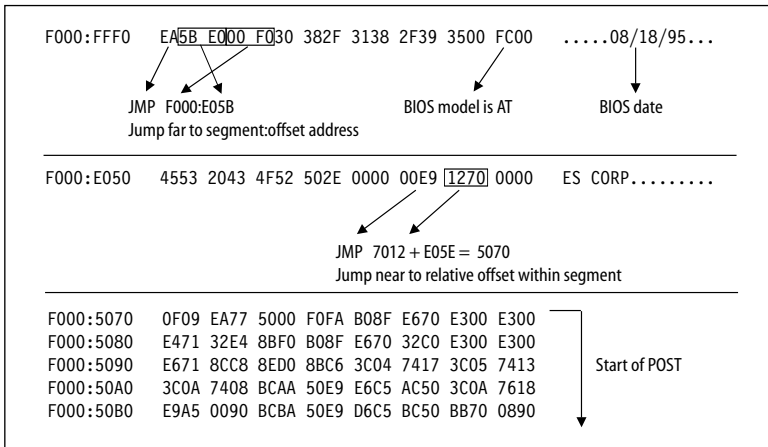 F000:FFF0 EA5B E000 F030 382F 3138 2F39 3500 FC00 .....08/18/95...
JMP F000:E05B BIOS model is AT BIOS date
Jump far to segment:offset address
F000:E050 4553 2043 4F52 502E 0000 00E9 1270 0000 ES CORP.........
JMP 7012 + E05E = 5070
Jump near to relative offset within segment
F000:5070 0F09 EA77 5000 F0FA B08F E670 E300 E300
F000:5080 E471 32E4 8BF0 B08F E670 32C0 E300 E300
F000:5090 E671 8CC8 8ED0 8BC6 3C04 7417 3C05 7413 Start of POST
F000:50A0 3C0A 7408 BCAA 50E9 E6C5 AC50 3C0A 7618
F000:50B0 E9A5 0090 BCBA 50E9 D6C5 BC50 BB70 0890